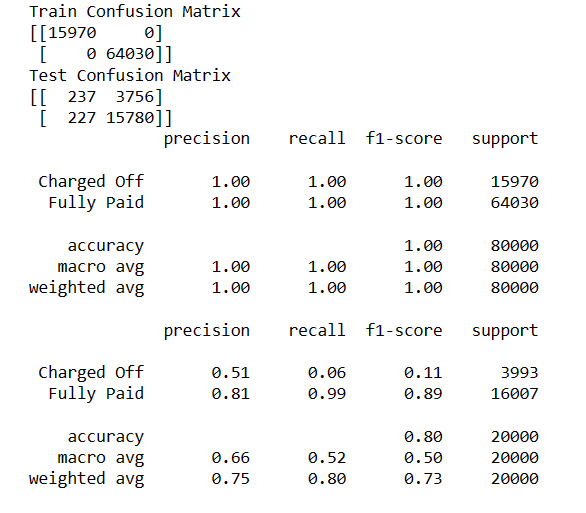 Train Confusion Matrix
[[15970     0]
 [    0 64030]]
Test Confusion Matrix
[[  237  3756]
 [  227 15780]]
              precision    recall  f1-score   support

 Charged Off       1.00      1.00      1.00     15970
  Fully Paid       1.00      1.00      1.00     64030

    accuracy                           1.00     80000
   macro avg       1.00      1.00      1.00     80000
weighted avg       1.00      1.00      1.00     80000

              precision    recall  f1-score   support

 Charged Off       0.51      0.06      0.11      3993
  Fully Paid       0.81      0.99      0.89     16007

    accuracy                           0.80     20000
   macro avg       0.66      0.52      0.50     20000
weighted avg       0.75      0.80      0.73     20000